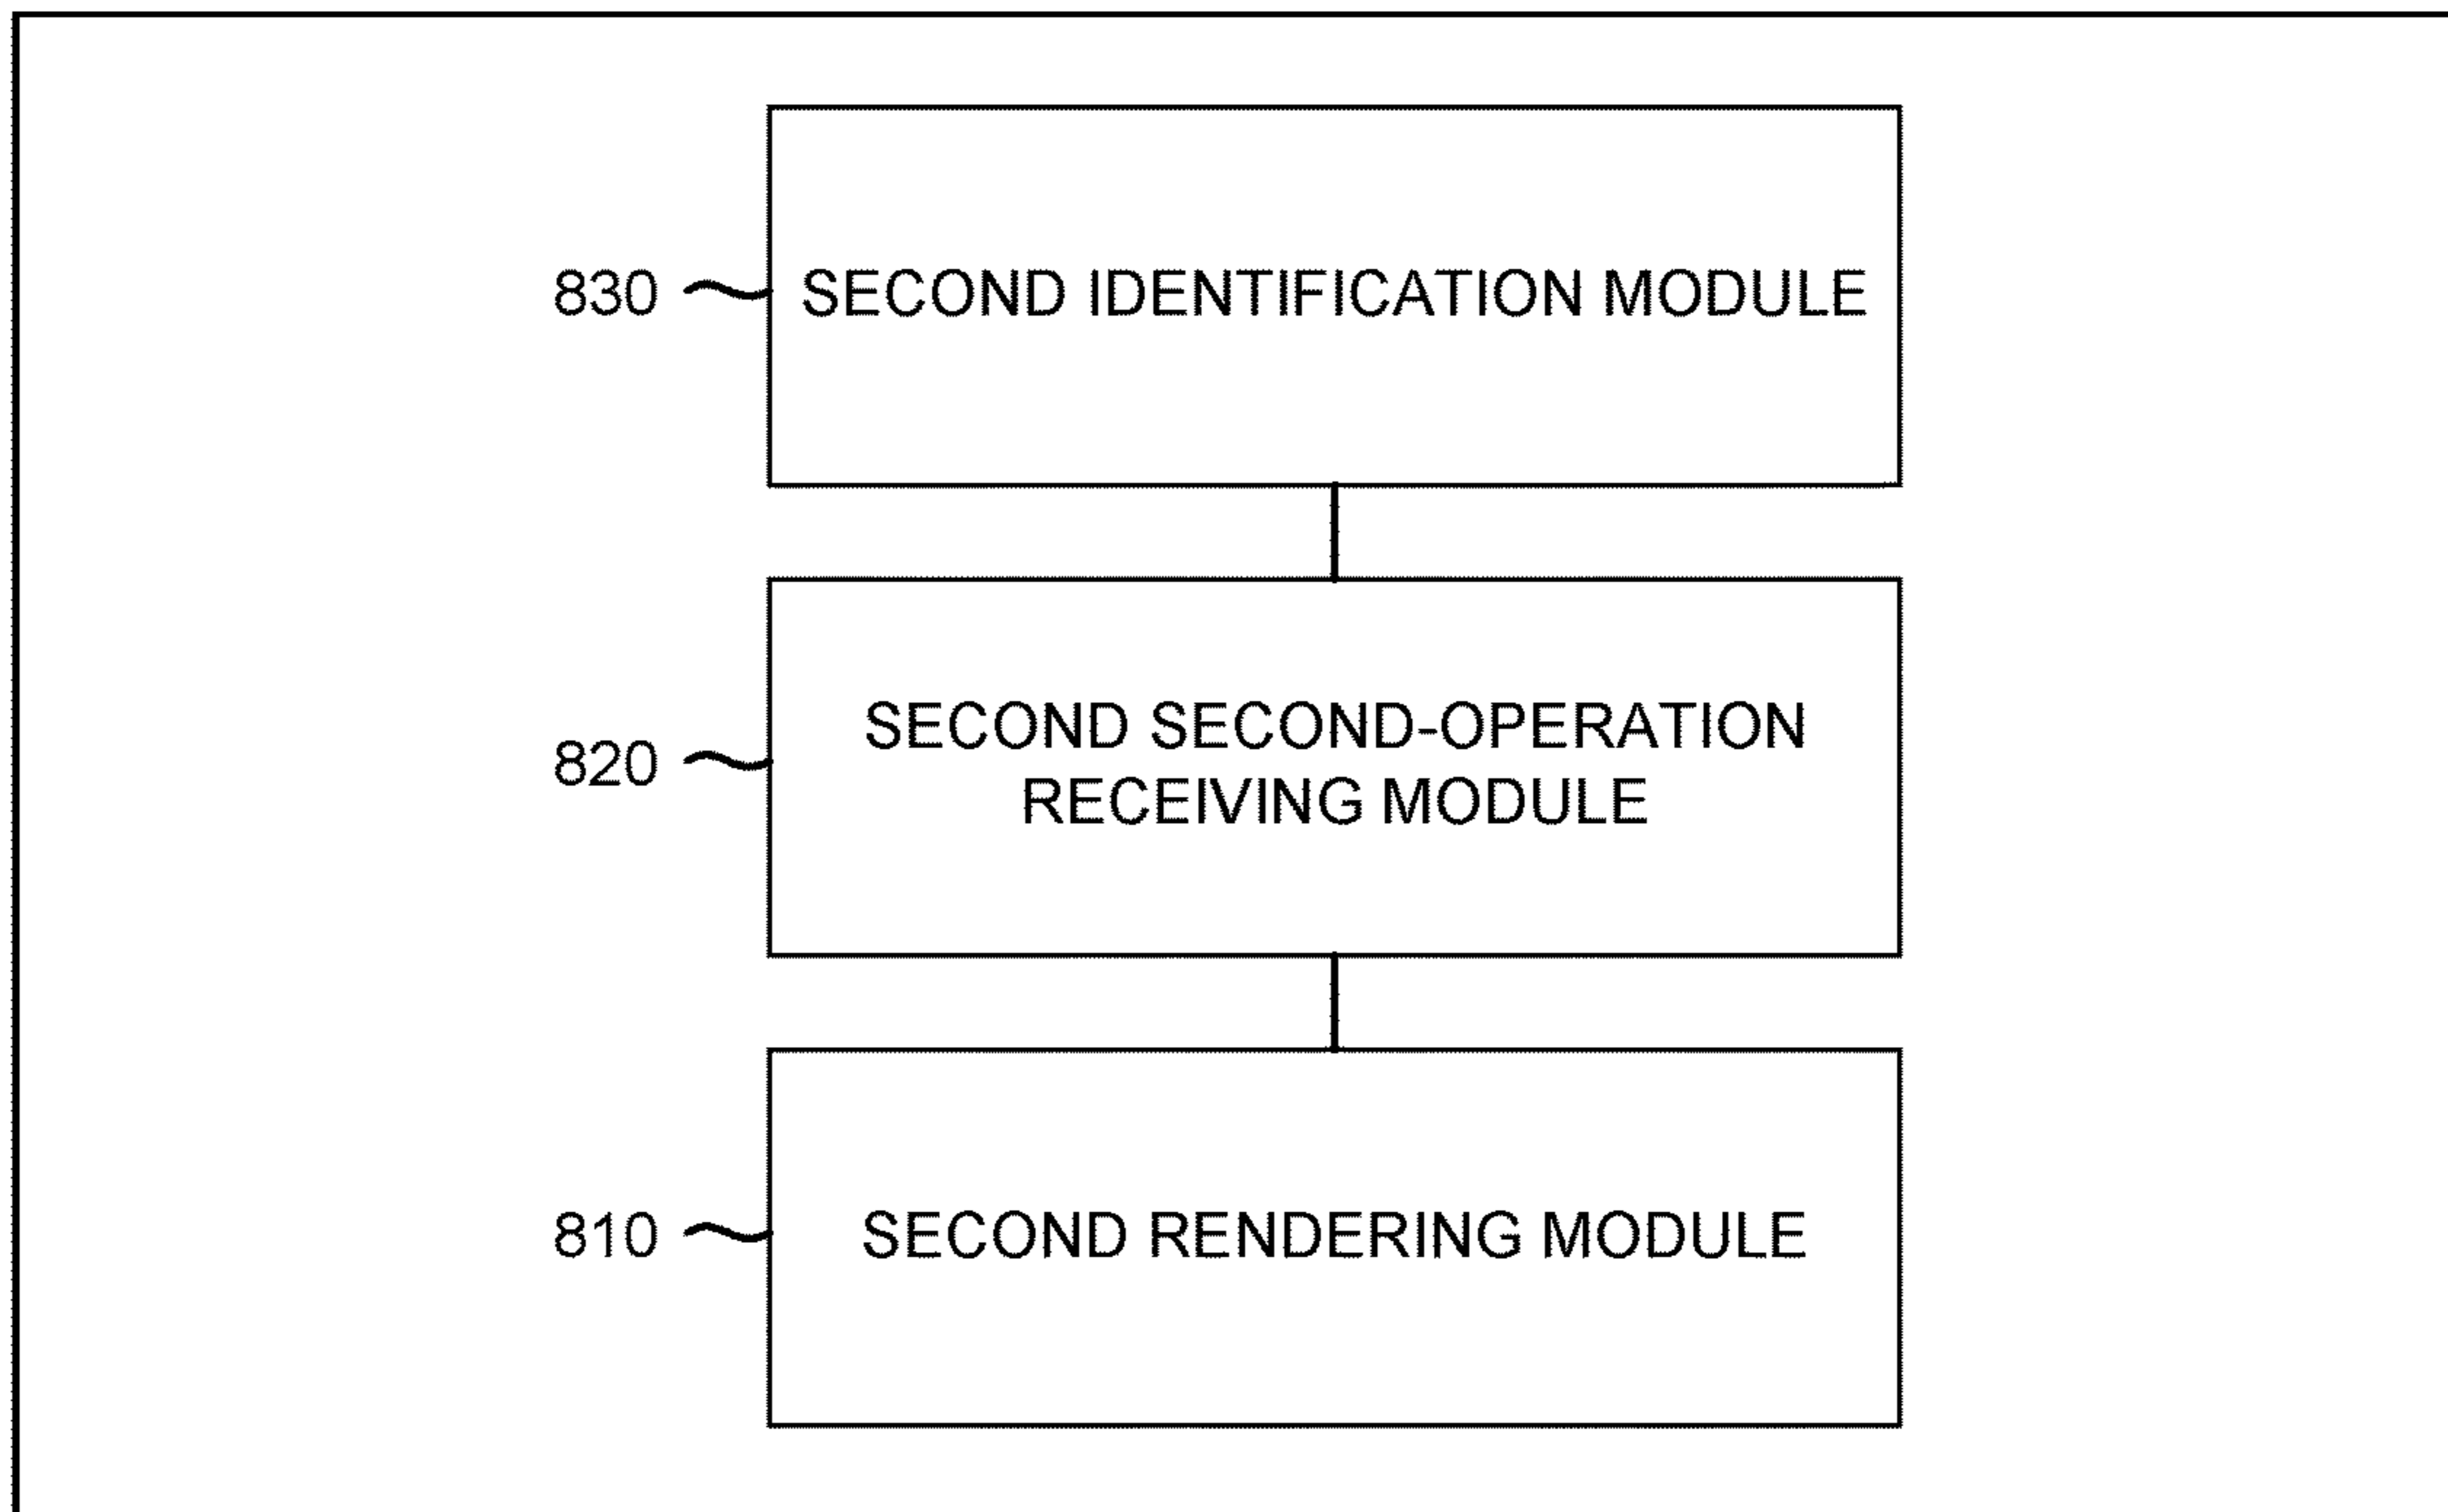 830 SECOND IDENTIFICATION MODULE
SECOND SECOND-OPERATION
820
RECEIVING MODULE
810 SECOND RENDERING MODULE